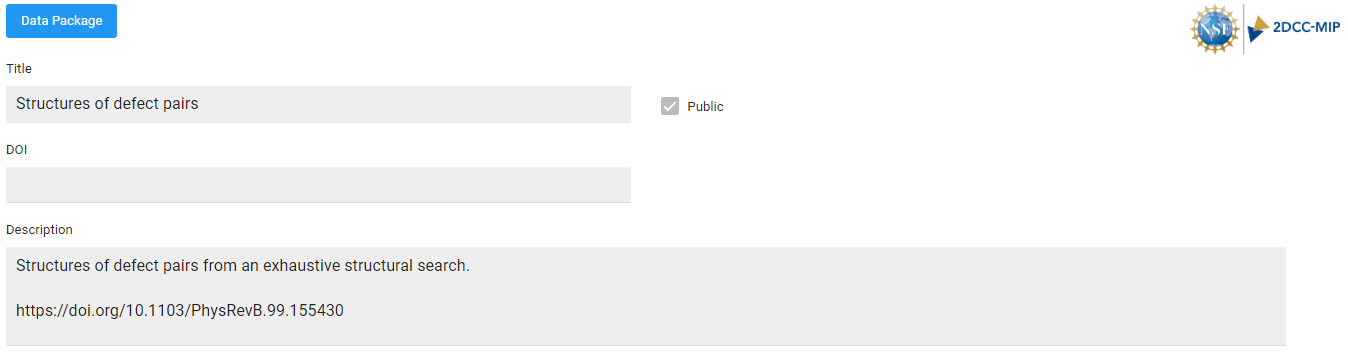 Data Package
NSF
2DCC-MIP
Title
Structures of defect pairs
Public
DOI
Description
Structures of defect pairs from an exhaustive structural search.
https://doi.org/10.1103/PhysRevB.99.155430